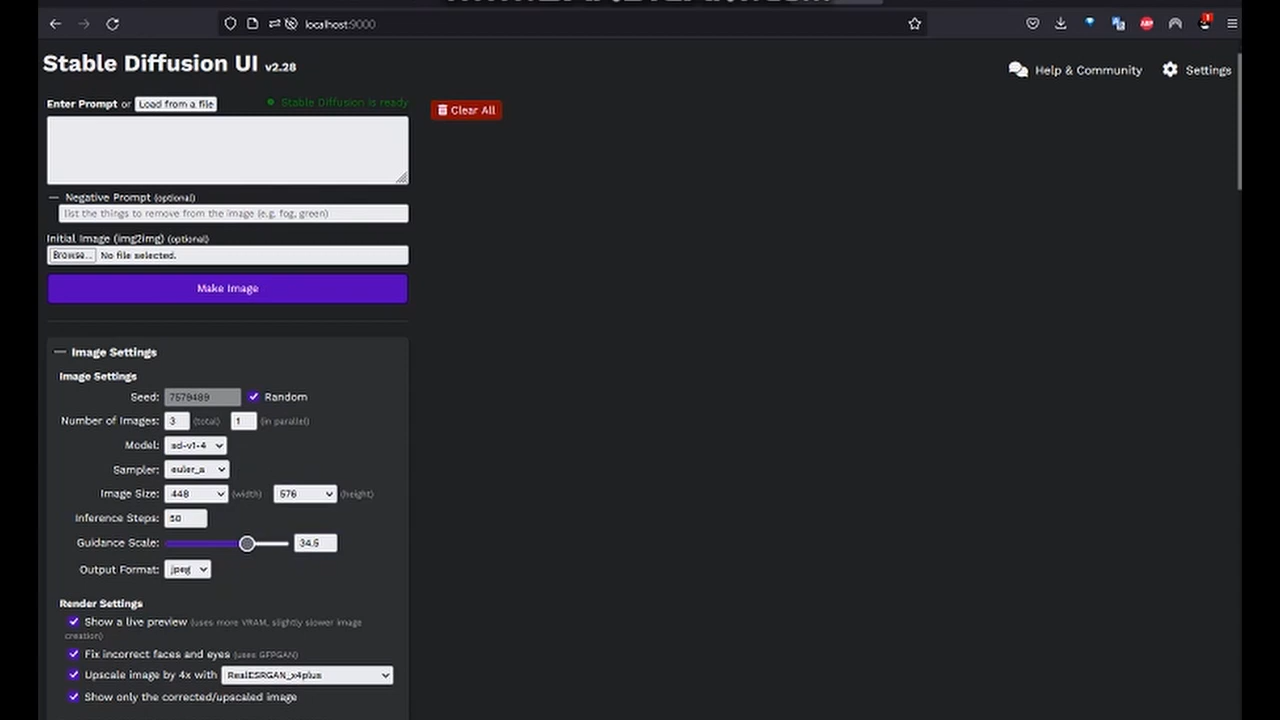 localhost:9000
Stable Diffusion UI v2.28
Help & Community Settings
Enter Prompt or Load from a file Stable Diffusion is ready
Clear All
Negative Prompt (optional)
list the things to remove from the image (e.g. fog, green)
Initial Image (img2img) (optional)
Browse... No file selected.
Make Image
Image Settings
Image Settings
Seed: 7579489 Random
Number of Images: 3 (total) 1 (in parallel)
Model: sd-v1-4
Sampler: euler_a
Image Size: 448 (width) 576 (height)
Inference Steps: 50
Guidance Scale: 34.5
Output Format: jpeg
Render Settings
Show a live preview (uses more VRAM, slightly slower image
creation)
Fix incorrect faces and eyes (uses GFPGAN)
Upscale image by 4x with RealESRGAN_x4plus
Show only the corrected/upscaled image